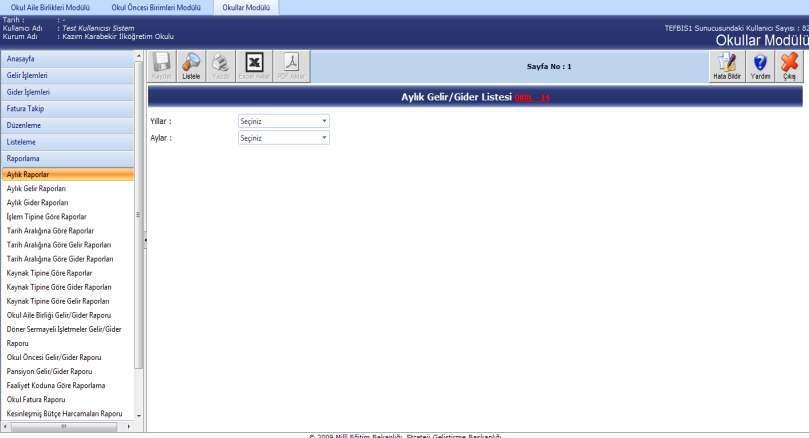 Okul Aile Birlikleri Modülü Okul Öncesi Birimleri Modülü Okullar Modülü
Tarih : : -
Kullanıcı Adı : Test Kullanıcısı Sistem
Kurum Adı : Kazım Karabekir İlköğretim Okulu
TEFBIS1 Sunucusundaki Kullanıcı Sayısı : 82
Okullar Modülü
Kaydet Listele Yazdır Excel Aktar PDF Aktar
Sayfa No : 1
Hata Bildir Yardım Çıkış
Aylık Gelir/Gider Listesi OKUL - 14
Yıllar : Seçiniz
Aylar : Seçiniz
Anasayfa
Gelir İşlemleri
Gider İşlemleri
Fatura Takip
Düzenleme
Listeleme
Raporlama
Aylık Raporlar
Aylık Gelir Raporları
Aylık Gider Raporları
İşlem Tipine Göre Raporlar
Tarih Aralığına Göre Raporlar
Tarih Aralığına Göre Gelir Raporları
Tarih Aralığına Göre Gider Raporları
Kaynak Tipine Göre Raporlar
Kaynak Tipine Göre Gider Raporları
Kaynak Tipine Göre Gelir Raporları
Okul Aile Birliği Gelir/Gider Raporu
Döner Sermayeli İşletmeler Gelir/Gider
Raporu
Okul Öncesi Gelir/Gider Raporu
Pansiyon Gelir/Gider Raporu
Faaliyet Koduna Göre Raporlama
Okul Fatura Raporu
Kesinleşmiş Bütçe Harcamaları Raporu
© 2009 Millî Eğitim Bakanlığı, Strateji Geliştirme Başkanlığı